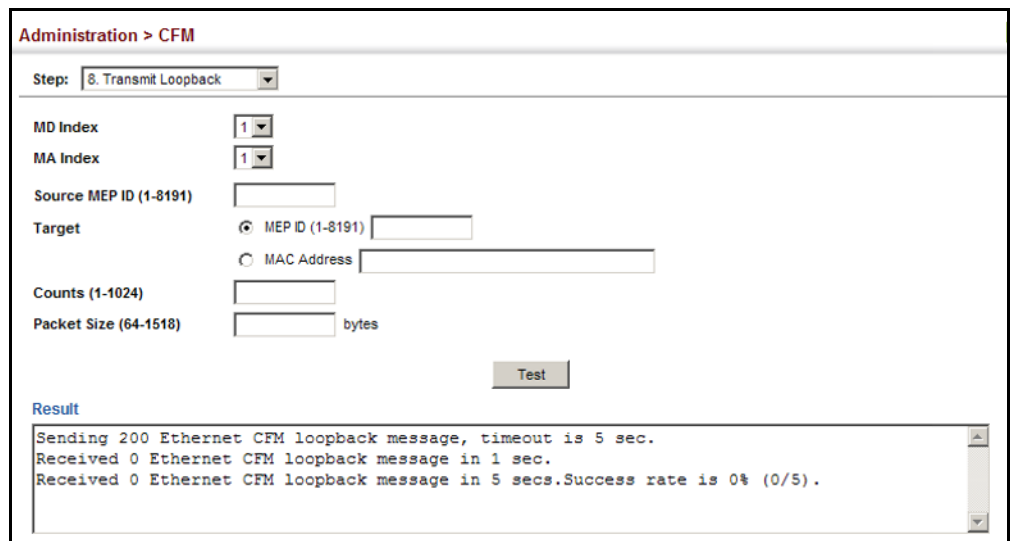 Administration > CFM
Step: 8. Transmit Loopback
MD Index 1
MA Index 1
Source MEP ID (1-8191)
Target MEP ID (1-8191)
MAC Address
Counts (1-1024)
Packet Size (64-1518) bytes
Test
Result
Sending 200 Ethernet CFM loopback message, timeout is 5 sec.
Received 0 Ethernet CFM loopback message in 1 sec.
Received 0 Ethernet CFM loopback message in 5 secs.Success rate is 0% (0/5).